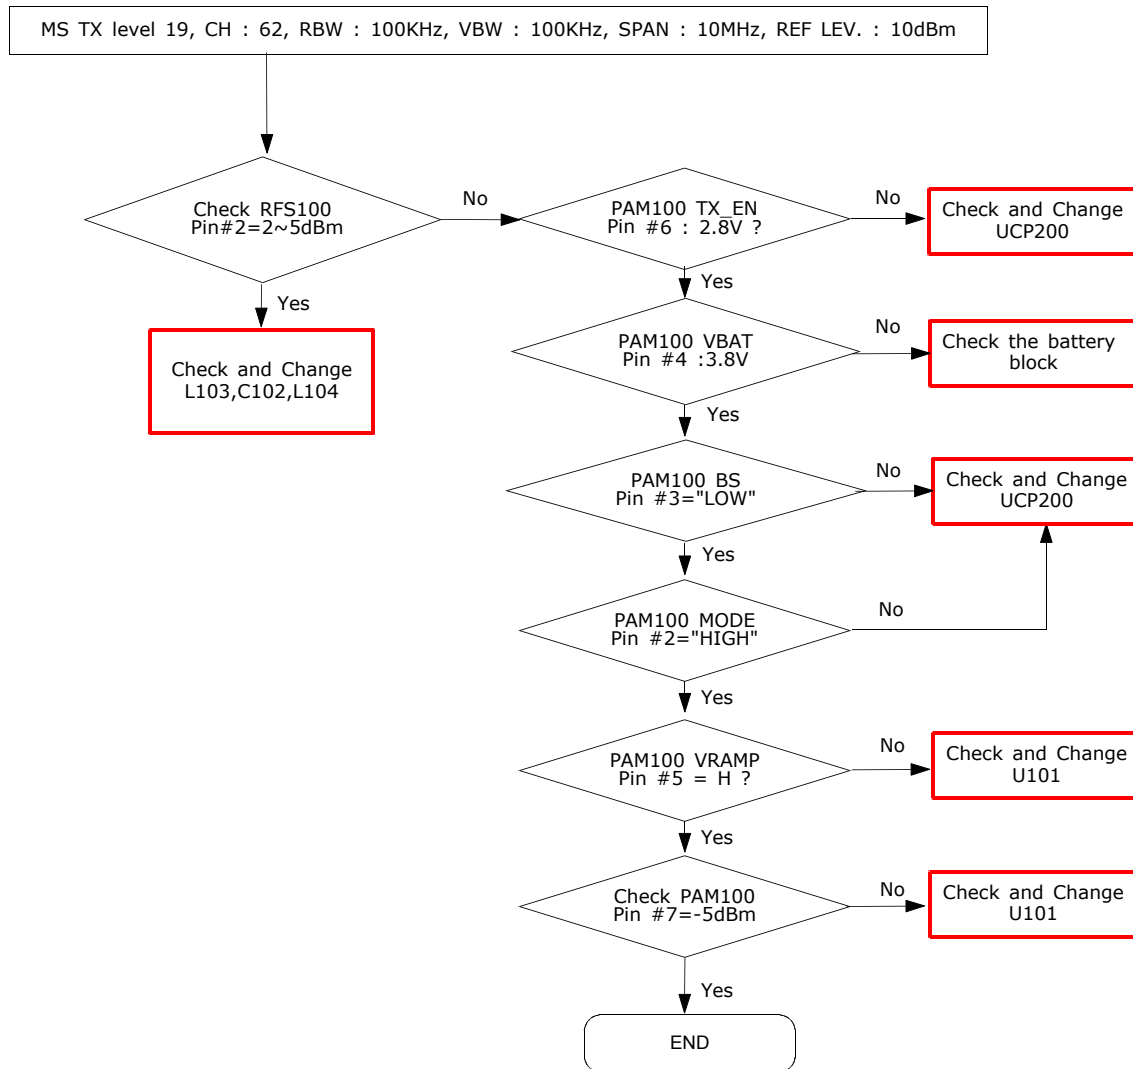 MS TX level 19, CH : 62, RBW : 100KHz, VBW : 100KHz, SPAN : 10MHz, REF LEV. : 10dBm
Check RFS100
Pin#2=2~5dBm
No
PAM100 TX_EN
Pin #6 : 2.8V ?
No
Check and Change
UCP200
Yes
Yes
Check and Change
L103,C102,L104
PAM100 VBAT
Pin #4 :3.8V
No
Check the battery
block
Yes
PAM100 BS
Pin #3="LOW"
No
Check and Change
UCP200
Yes
PAM100 MODE
Pin #2="HIGH"
No
Yes
PAM100 VRAMP
Pin #5 = H ?
No
Check and Change
U101
Yes
Check PAM100
Pin #7=-5dBm
No
Check and Change
U101
Yes
END